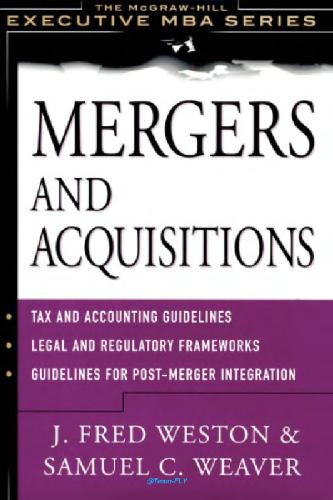 THE MCGRAW-HILL
EXECUTIVE MBA SERIES
MERGERS
AND
ACQUISITIONS
• TAX AND ACCOUNTING GUIDELINES
• LEGAL AND REGULATORY FRAMEWORKS
• GUIDELINES FOR POST-MERGER INTEGRATION
J. FRED WESTON &
SAMUEL C. WEAVER